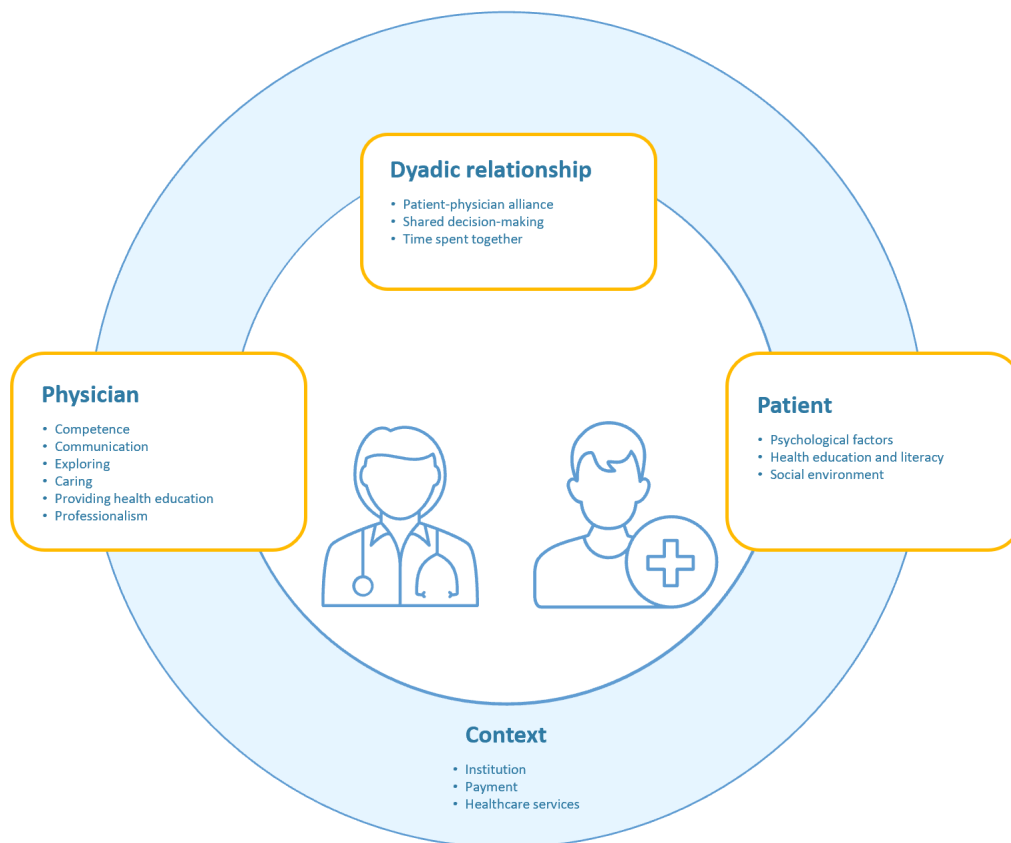 Dyadic relationship
• Patient-physician alliance
• Shared decision-making
• Time spent together
Physician
• Competence
• Communication
• Exploring
• Caring
• Providing health education
• Professionalism
Patient
• Psychological factors
• Health education and literacy
• Social environment
Context
• Institution
• Payment
• Healthcare services